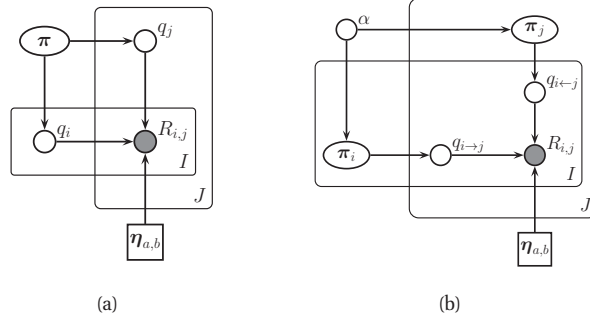 π
q_j
q_i
R_{i,j}
I
J
η_{a,b}
(a)
α
π_j
q_{i←j}
R_{i,j}
q_{i→j}
π_i
I
J
η_{a,b}
(b)